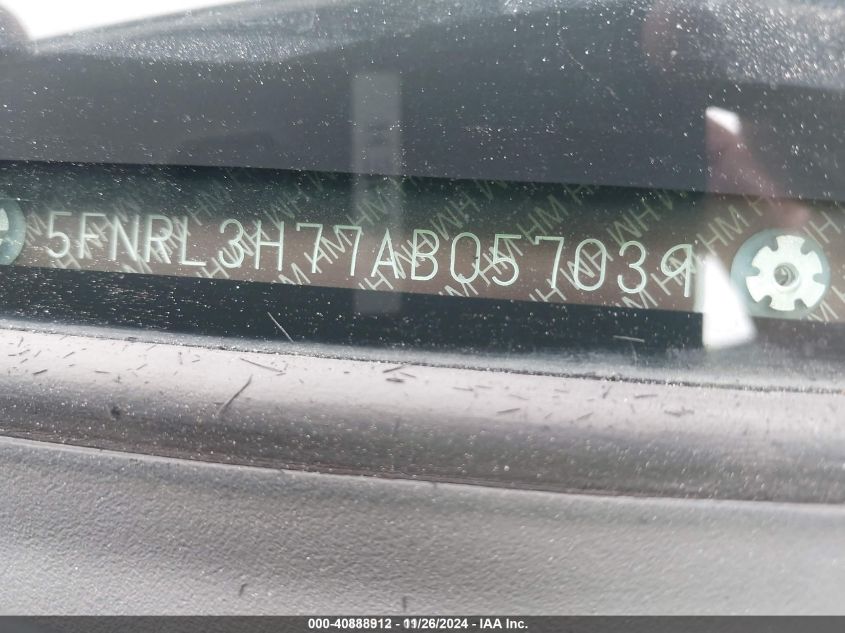 5FNRL3H77AB057039
000-40888912 - 11/26/2024 - IAA Inc.